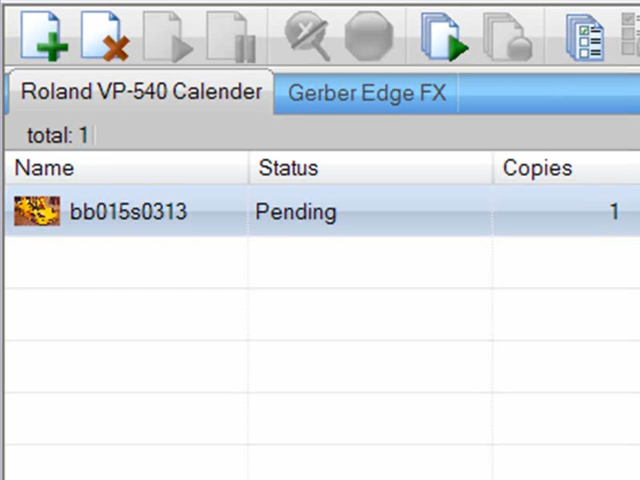 Roland VP-540 Calender Gerber Edge FX
total: 1
Name Status Copies
bb015s0313 Pending 1